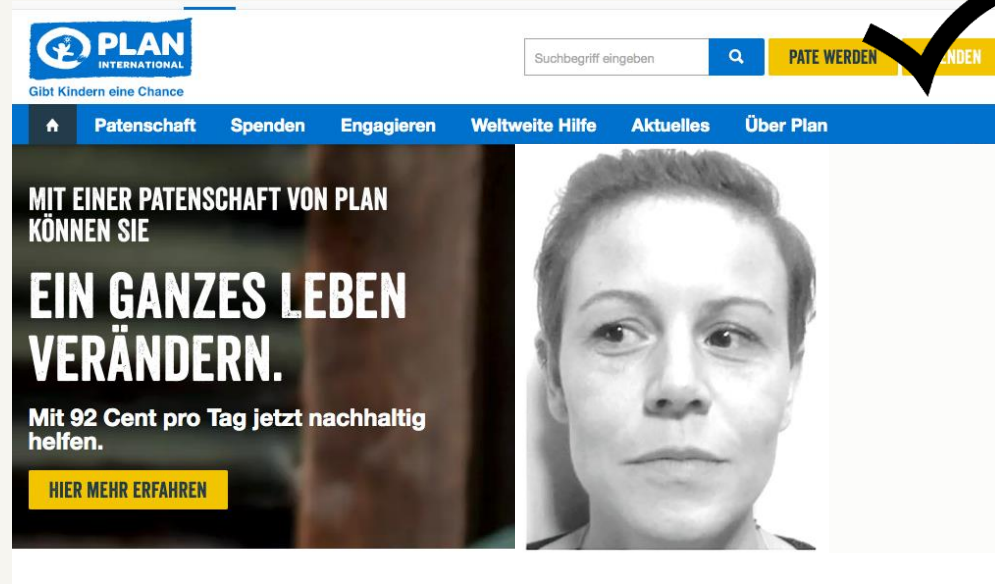 PLAN
INTERNATIONAL
Gibt Kindern eine Chance
Suchbegriff eingeben
PATE WERDEN
ENDEN
Patenschaft Spenden Engagieren Weltweite Hilfe Aktuelles Über Plan
MIT EINER PATENSCHAFT VON PLAN
KÖNNEN SIE
EIN GANZES LEBEN
VERÄNDERN.
Mit 92 Cent pro Tag jetzt nachhaltig
helfen.
HIER MEHR ERFAHREN